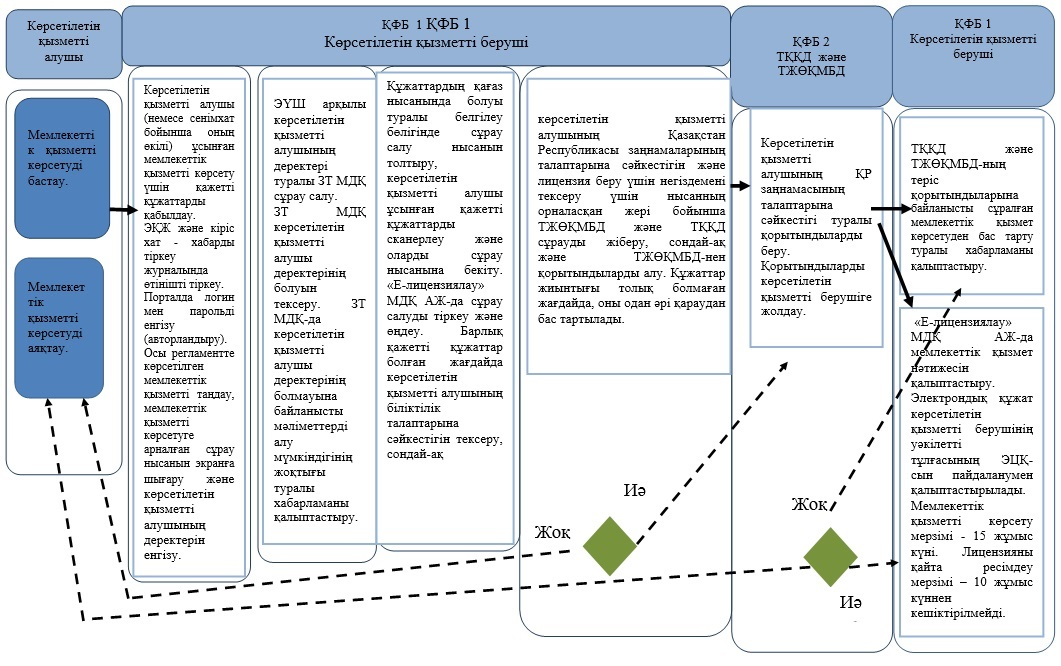 Көрсетілетін
қызметті
алушы
ҚФБ 1 ҚФБ 1
Көрсетілетін қызметті беруші
ҚФБ 2
ТҚҚД және
ТЖӨҚМБД
ҚФБ 1
Көрсетілетін қызметті
беруші
Мемлекетті
к қызметті
көрсетуді
бастау.
Мемлекет
тік
қызметті
көрсетуді
аяқтау.
Көрсетілетін
қызметті алушы
(немесе сенімхат
бойынша оның
өкілі) ұсынған
мемлекеттік
қызметті көрсету
үшін қажетті
құжаттарды
қабылдау.
ЭҚЖ және кіріс
хат - хабарды
тіркеу
журналында
өтінішті тіркеу.
Порталда логин
мен парольді
енгізу
(авторландыру).
Осы регламентте
көрсетілген
мемлекеттік
қызметті таңдау,
мемлекеттік
қызметті
көрсетуге
арналған сұрау
нысанын экранға
шығару және
көрсетілетін
қызметті
алушының
деректерін
енгізу.
ЭҮШ арқылы
көрсетілетін
қызметті
алушының
деректері
туралы ЗТ МДҚ
сұрау салу.
ЗТ МДҚ
көрсетілетін
қызметті
алушы
деректерінің
болуын
тексеру. ЗТ
МДҚ-да
көрсетілетін
қызметті
алушы
деректерінің
болмауына
байланысты
мәліметтерді
алу
мүмкіндігінің
жоқтығы
туралы
хабарламаны
қалыптастыру.
Құжаттардың қағаз
нысанында болуы
туралы белгілеу
бөлігінде сұрау
салу нысанын
толтыру,
көрсетілетін
қызметті алушы
ұсынған қажетті
құжаттарды
сканерлеу және
оларды сұрау
нысанына бекіту.
«Е-лицензиялау»
МДҚ АЖ-да сұрау
салуды тіркеу және
өңдеу. Барлық
қажетті құжаттар
болған жағдайда
көрсетілетін
қызметті алушының
біліктілік
талаптарына
сәйкестігін тексеру,
сондай-ақ
көрсетілетін қызметті
алушының Қазақстан
Республикасы заңнамаларының
талаптарына сәйкестігін және
лицензия беру үшін негіздемені
тексеру үшін нысанның
орналасқан жері бойынша
ТЖӨҚМБД және ТҚҚД
сұрауды жіберу, сондай-ақ
және ТЖӨҚМБД-нен
қорытындыларды алу. Құжаттар
жиынтығы толық болмаған
жағдайда, оны одан әрі қараудан
бас тартылады.
Көрсетілетін
қызметті
алушының ҚР
заңнамасының
талаптарына
сәйкестігі туралы
қорытындыларды
беру.
Қорытындыларды
көрсетілетін
қызметті берушіге
жолдау.
ТҚҚД және
ТЖӨҚМБД-ның
теріс
қорытындыларына
байланысты сұралған
мемлекеттік қызмет
көрсетуден бас тарту
туралы хабарламаны
қалыптастыру.
«Е-лицензиялау»
МДҚ АЖ-да
мемлекеттік қызмет
нәтижесін
қалыптастыру.
Электрондық құжат
көрсетілетін
қызметті берушінің
уәкілетті
тұлғасының ЭЦҚ-
сын пайдаланумен
қалыптастырылады.
Мемлекеттік
қызметті көрсету
мерзімі - 15 жұмыс
күні. Лицензияны
қайта ресімдеу
мерзімі – 10 жұмыс
күннен
кешіктірілмейді.
Иә
Жоқ
Жоқ
Иә